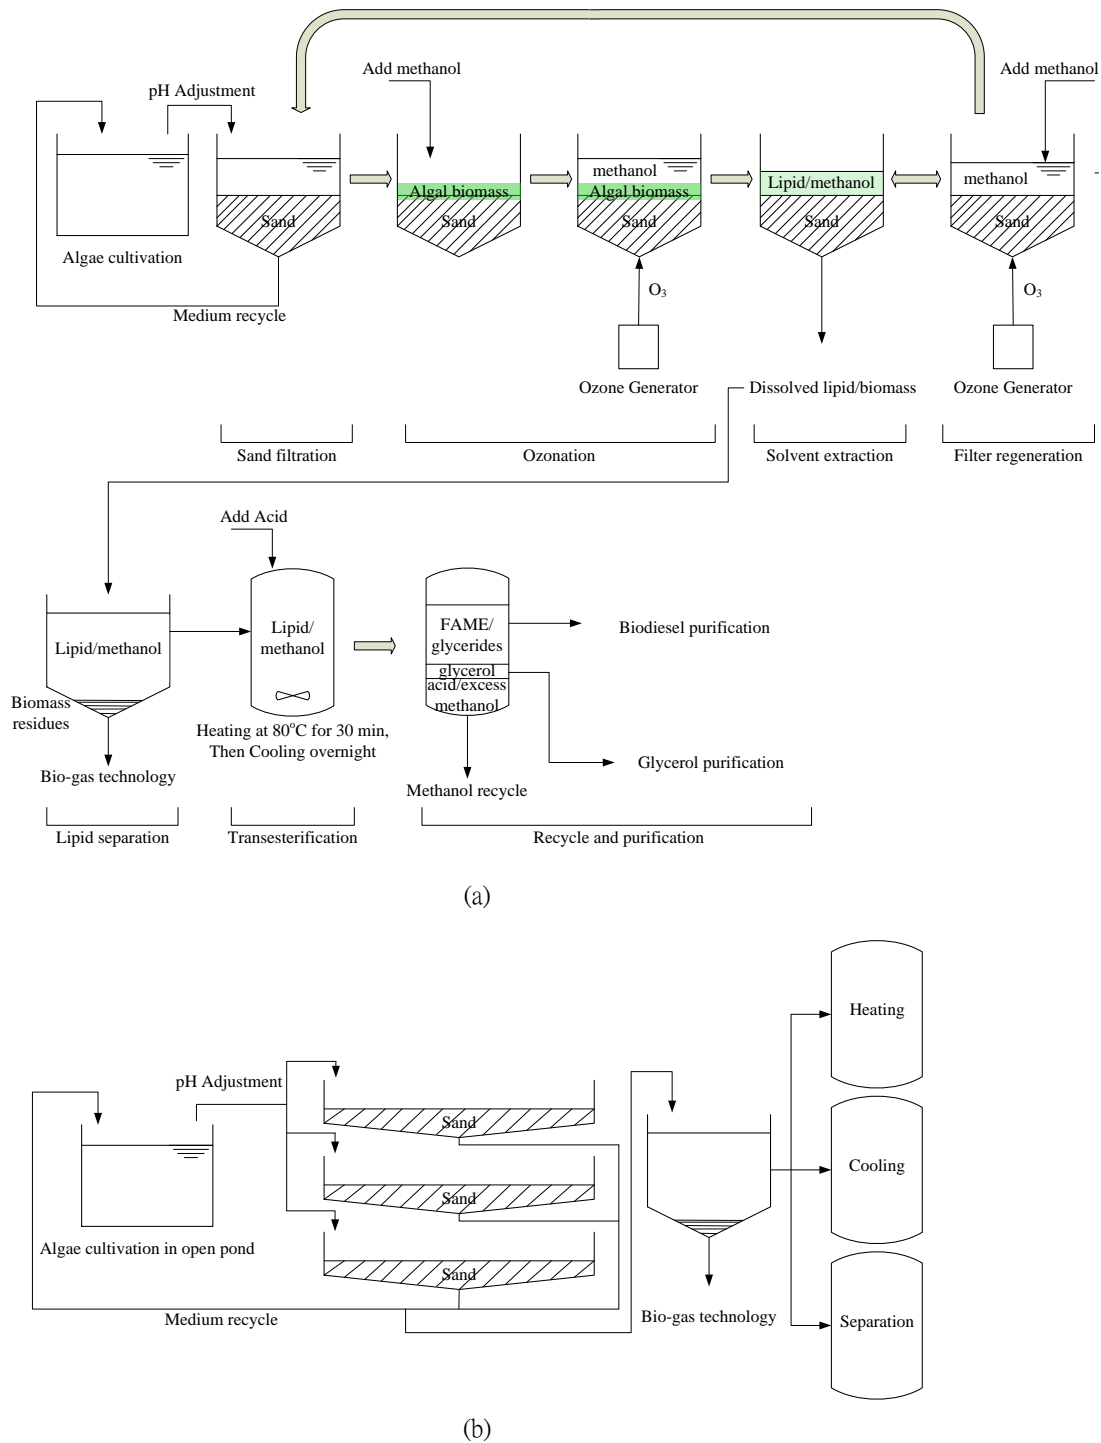 Add methanol
Add methanol
pH Adjustment
methanol
Algal biomass
Algal biomass
Lipid/methanol
methanol
Sand
Sand
Sand
Sand
Sand
Algae cultivation
O3
O3
Medium recycle
Ozone Generator
Dissolved lipid/biomass
Ozone Generator
Sand filtration
Ozonation
Solvent extraction
Filter regeneration
Add Acid
Lipid/methanol
Lipid/
methanol
FAME/
glycerides
glycerol
acid/excess
methanol
Biodiesel purification
Biomass
residues
Heating at 80°C for 30 min,
Then Cooling overnight
Glycerol purification
Bio-gas technology
Methanol recycle
Lipid separation
Transesterification
Recycle and purification
(a)
Heating
pH Adjustment
Sand
Cooling
Sand
Algae cultivation in open pond
Sand
Medium recycle
Bio-gas technology
Separation
(b)